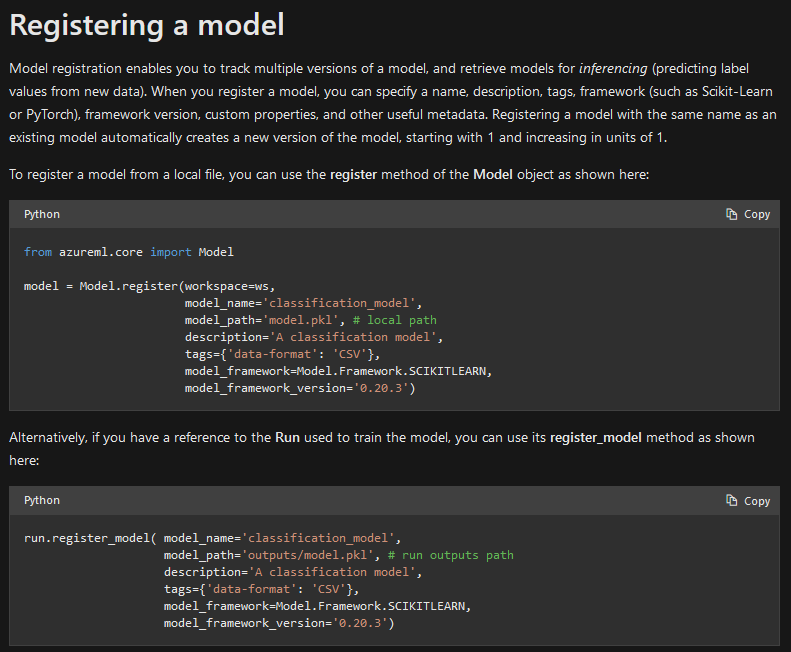 Registering a model
Model registration enables you to track multiple versions of a model, and retrieve models for inferencing (predicting label
values from new data). When you register a model, you can specify a name, description, tags, framework (such as Scikit-Learn
or PyTorch), framework version, custom properties, and other useful metadata. Registering a model with the same name as an
existing model automatically creates a new version of the model, starting with 1 and increasing in units of 1.
To register a model from a local file, you can use the register method of the Model object as shown here:
Python Copy
from azureml.core import Model
model = Model.register(workspace=ws,
model_name='classification_model',
model_path='model.pkl', # local path
description='A classification model',
tags={'data-format': 'CSV'},
model_framework=Model.Framework.SCIKITLEARN,
model_framework_version='0.20.3')
Alternatively, if you have a reference to the Run used to train the model, you can use its register_model method as shown
here:
Python Copy
run.register_model( model_name='classification_model',
model_path='outputs/model.pkl', # run outputs path
description='A classification model',
tags={'data-format': 'CSV'},
model_framework=Model.Framework.SCIKITLEARN,
model_framework_version='0.20.3')